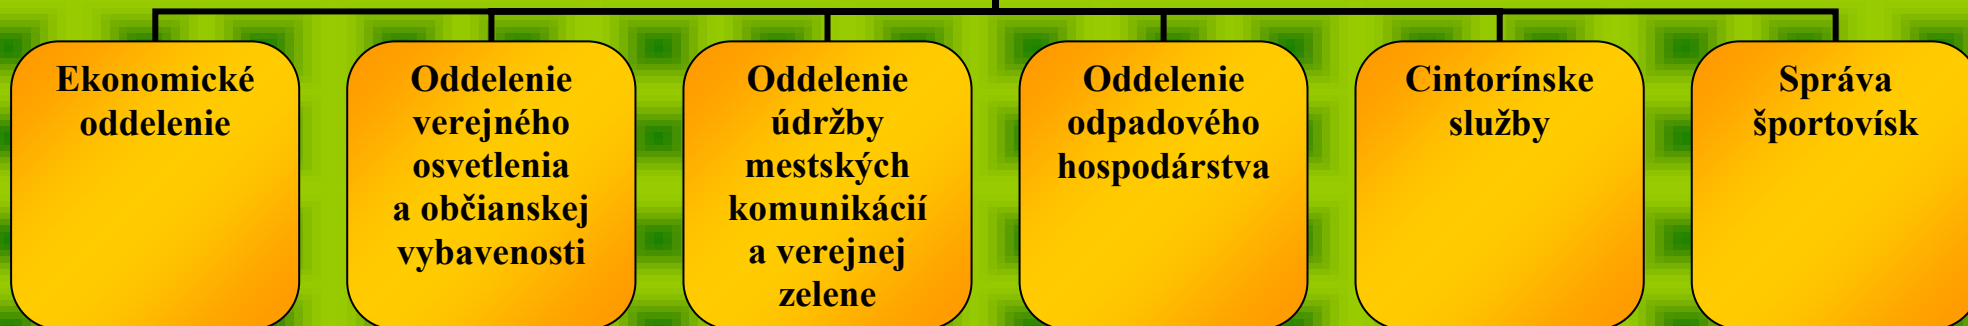 Ekonomické
oddelenie
Oddelenie
verejného
osvetlenia
a občianskej
vybavenosti
Oddelenie
údržby
mestských
komunikácií
a verejnej
zelene
Oddelenie
odpadového
hospodárstva
Cintorínske
služby
Správa
športovísk